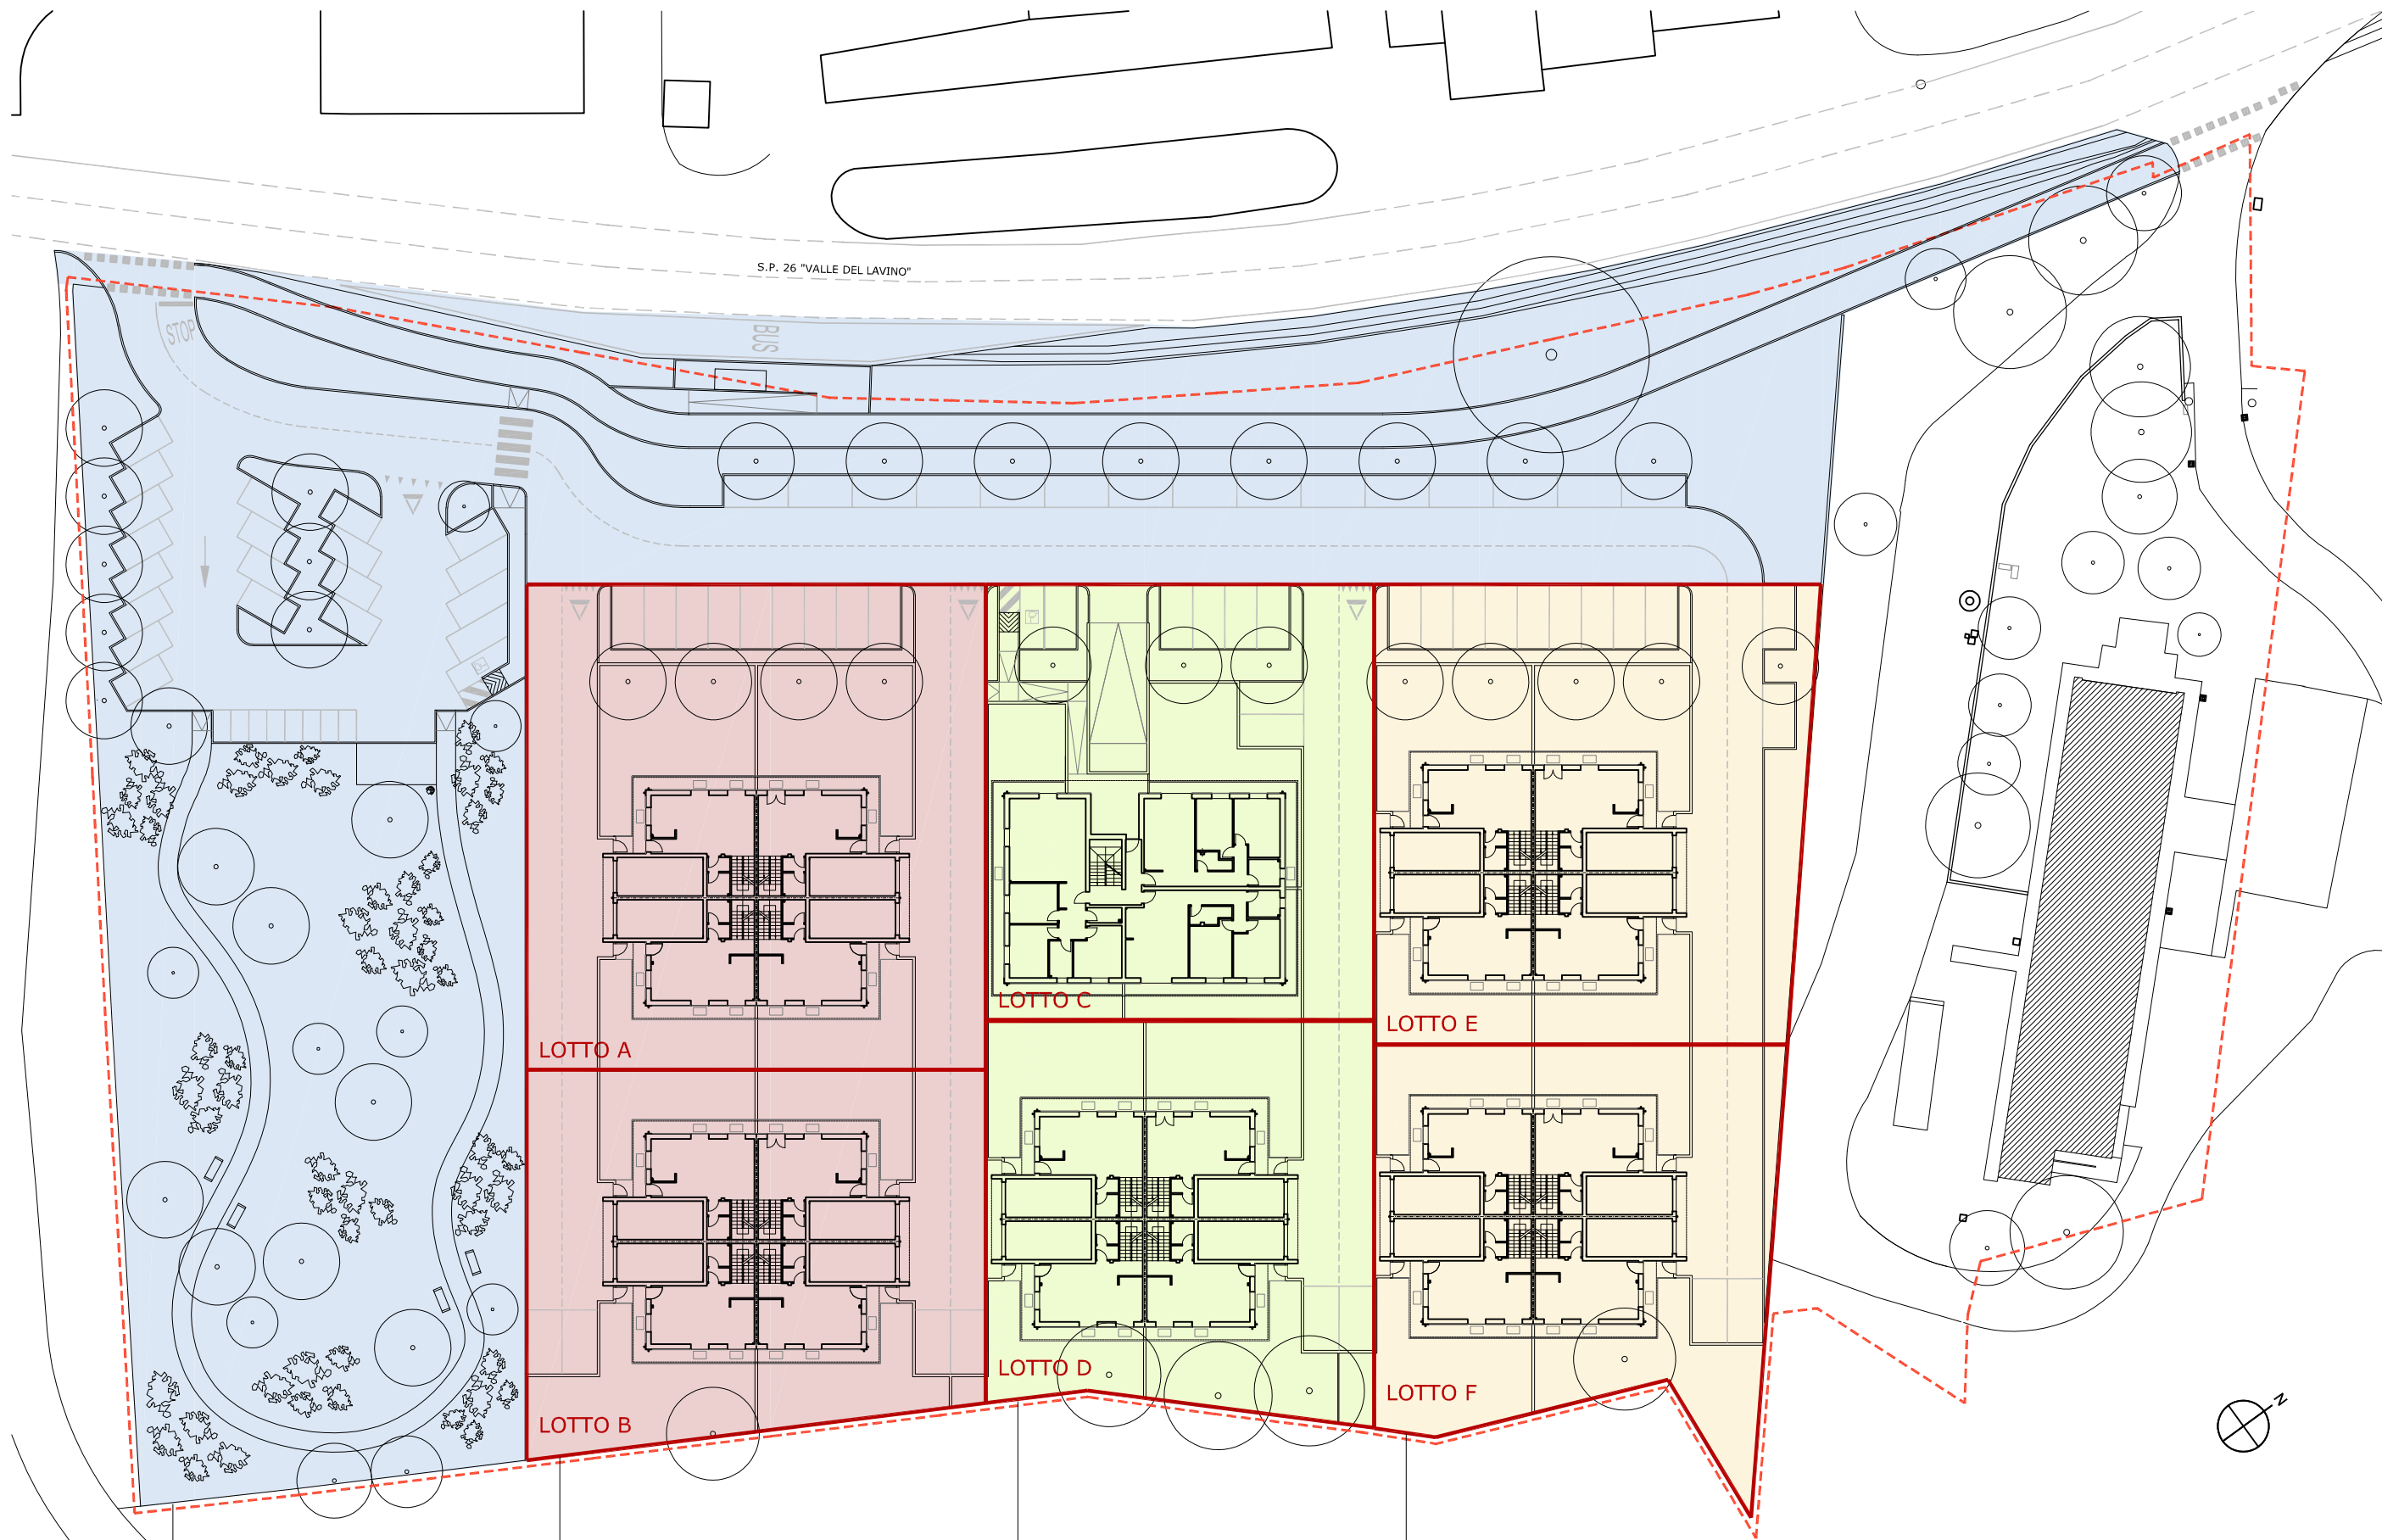 S.P. 26 "VALLE DEL LAVINO"
STOP
BUS
LOTTO A
LOTTO C
LOTTO E
LOTTO B
LOTTO D
LOTTO F
N